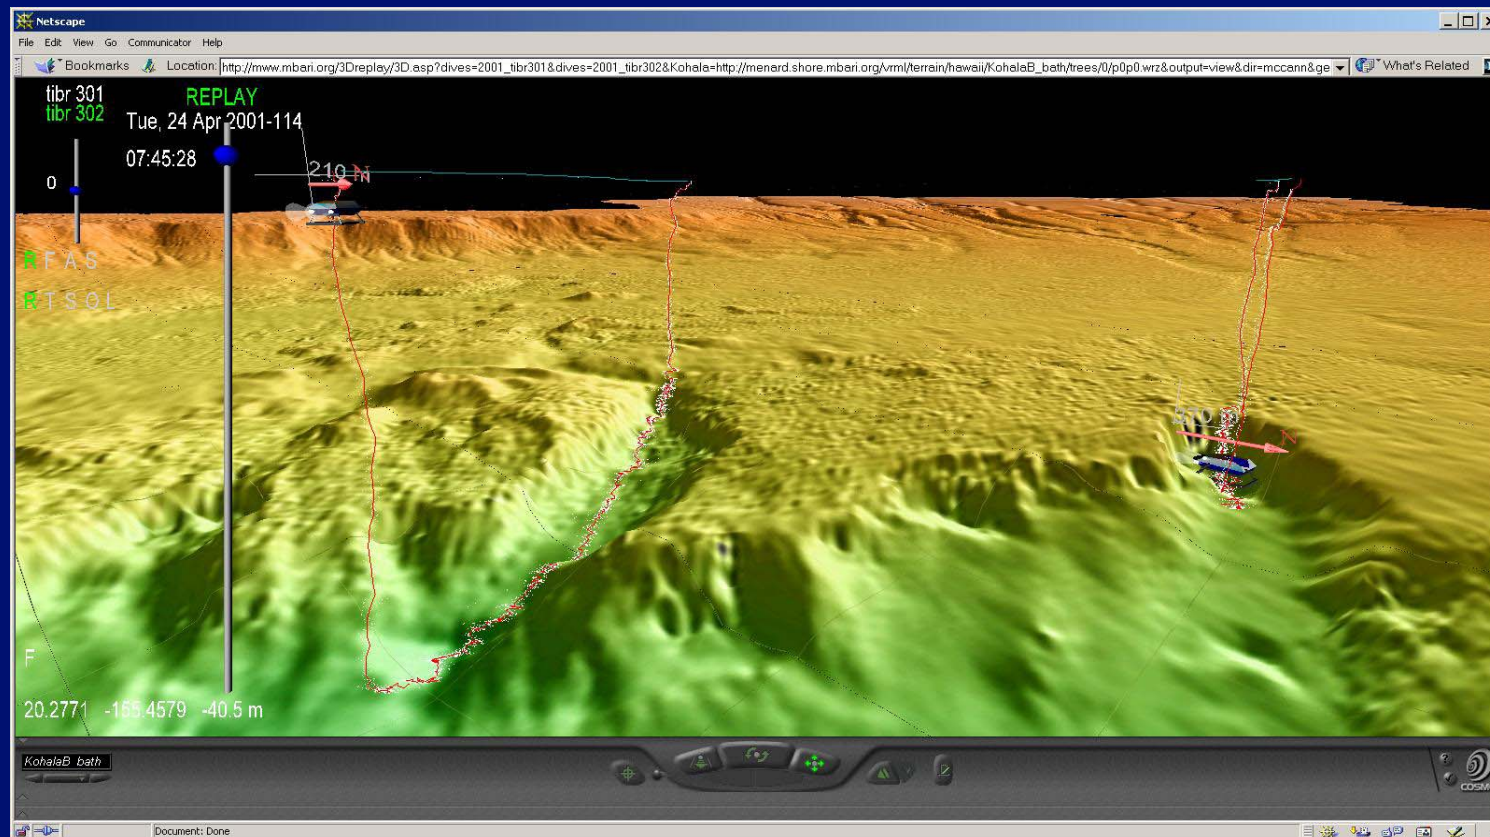 Netscape
File Edit View Go Communicator Help
Bookmarks Location: http://mww.mbari.org/3Dreplay/3D.asp?dives=2001_tibr301&dives=2001_tibr302&Kohala=http://menard.shore.mbari.org/vrml/terrain/hawaii/KohalaB_bath/trees/0/p0p0.wrz&output=view&dir=mccann&ge What's Related
tibr 301
REPLAY
tibr 302
Tue, 24 Apr 2001-114
07:45:28
210 N
0
R F A S
R T S O L
N
F
20.2771 -155.4579 -40.5 m
KohalaB bath
COSM
Document: Done